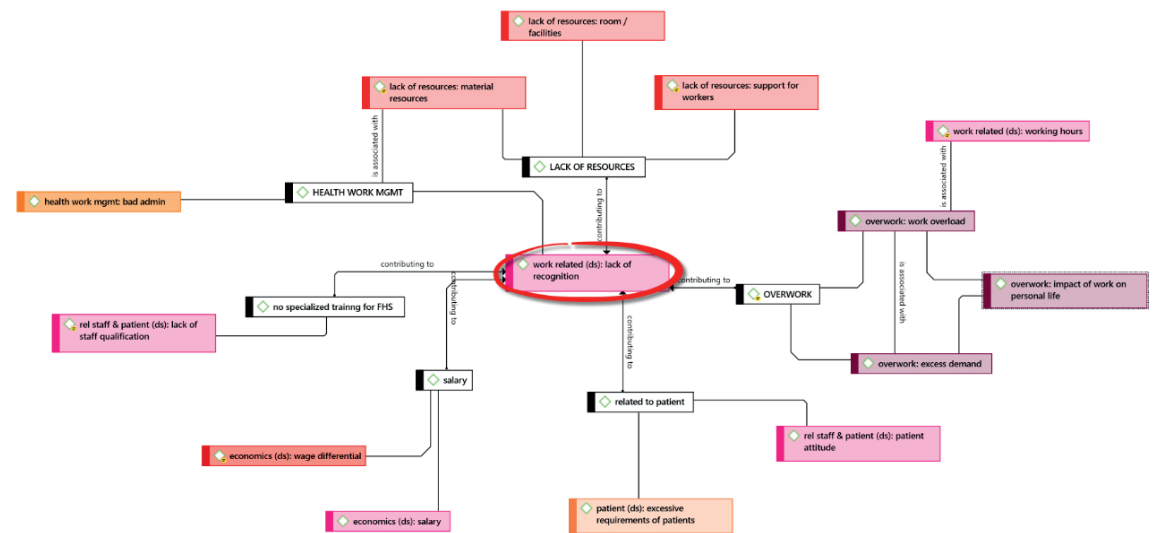 lack of resources: room /
facilities
lack of resources: material
resources
lack of resources: support for
workers
work related (ds): working hours
is associated with
is associated with
LACK OF RESOURCES
HEALTH WORK MGMT
health work mgmt: bad admin
contributing to
overwork: work overload
work related (ds): lack of
recognition
contributing to
contributing to
contributing to
is associated with
overwork: impact of work on
personal life
OVERWORK
no specialized trainng for FHS
rel staff & patient (ds): lack of
staff qualification
contributing to
overwork: excess demand
salary
related to patient
rel staff & patient (ds): patient
attitude
economics (ds): wage differential
economics (ds): salary
patient (ds): excessive
requirements of patients